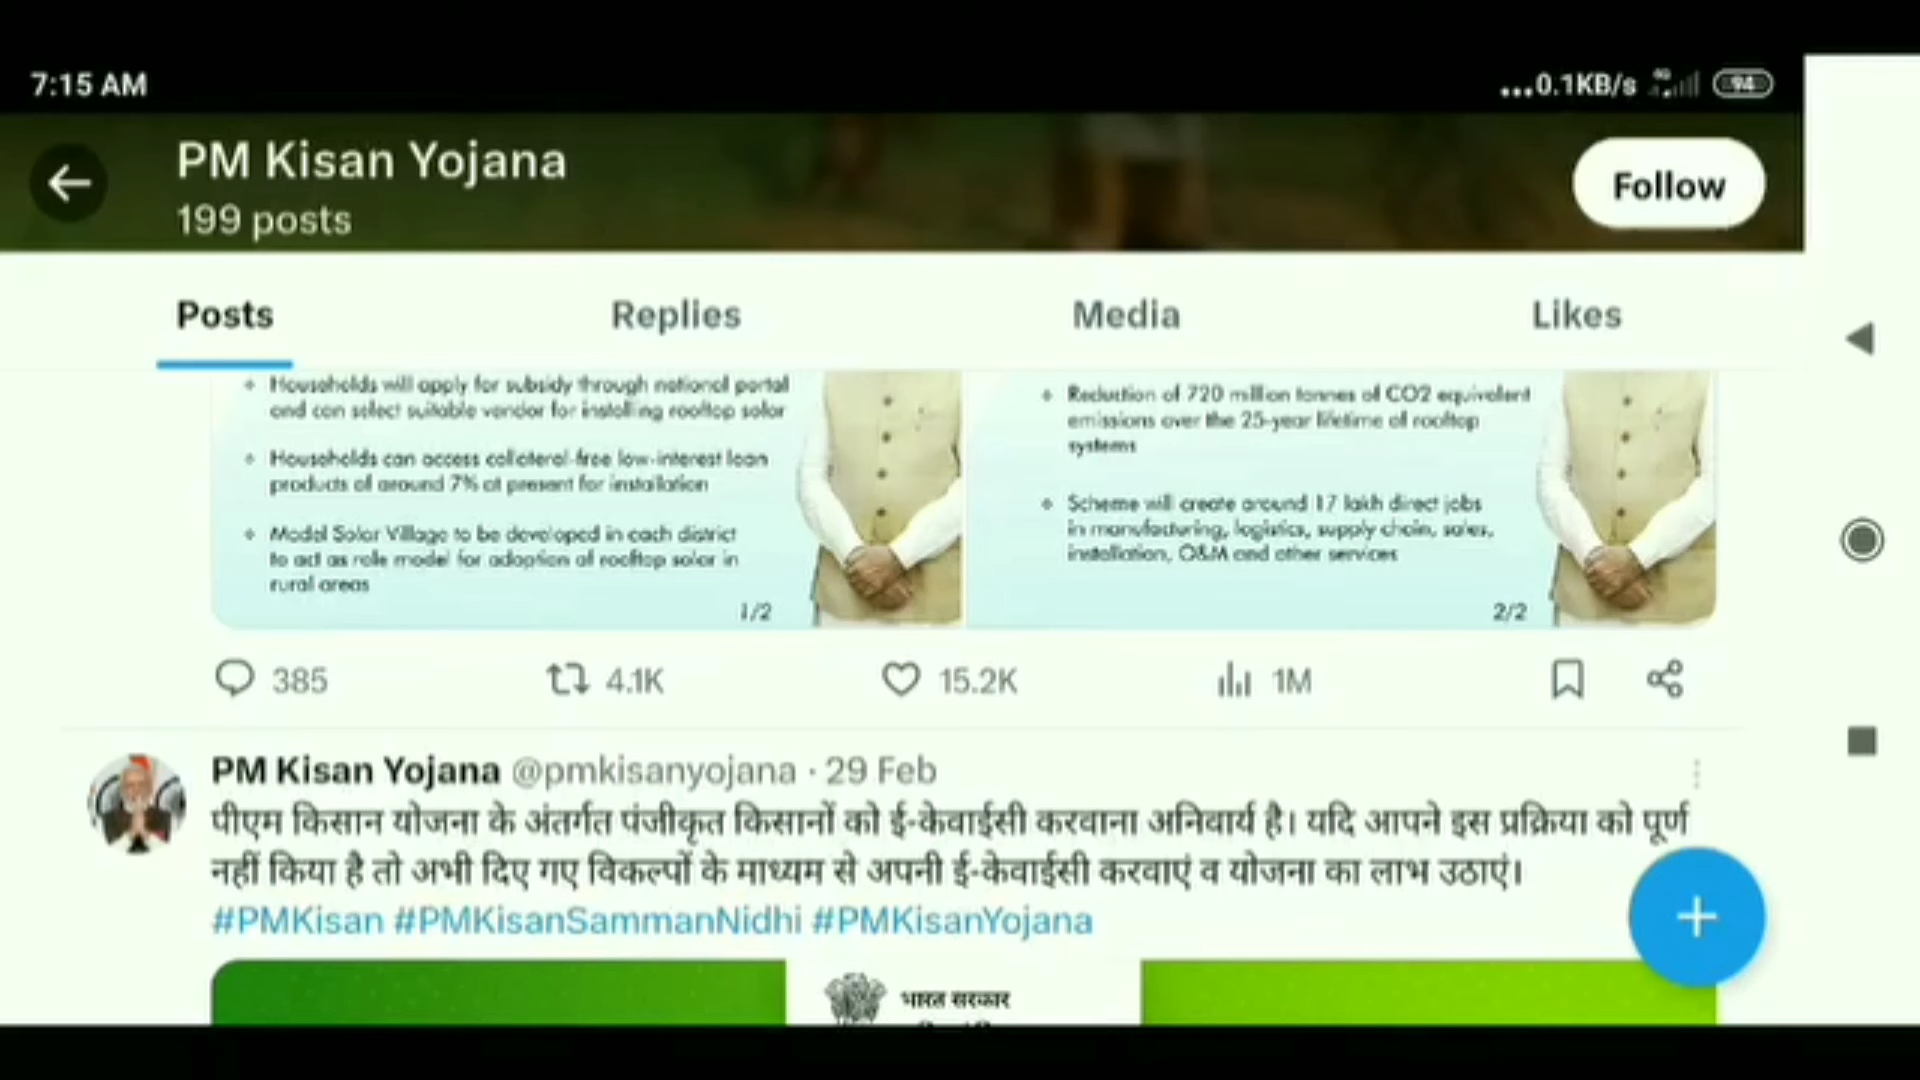 7:15 AM
...0.1KB/s 4G 94
PM Kisan Yojana
199 posts
Follow
Posts Replies Media Likes
Households will apply for subsidy through national portal
and can select suitable vendor for installing rooftop solar
Households can access collateral-free low-interest loan
products of around 7% at present for installation
Model Solar Village to be developed in each district
to act as role model for adoption of rooftop solar in
rural areas
1/2
Reduction of 720 million tonnes of CO2 equivalent
emissions over the 25-year lifetime of rooftop
systems
Scheme will create around 17 lakh direct jobs
in manufacturing, logistics, supply chain, sales,
installation, O&M and other services
2/2
385 4.1K 15.2K 1M
PM Kisan Yojana @pmkisanyojana · 29 Feb
पीएम किसान योजना के अंतर्गत पंजीकृत किसानों को ई-केवाईसी करवाना अनिवार्य है। यदि आपने इस प्रक्रिया को पूर्ण
नहीं किया है तो अभी दिए गए विकल्पों के माध्यम से अपनी ई-केवाईसी करवाएं व योजना का लाभ उठाएं।
#PMKisan #PMKisanSammanNidhi #PMKisanYojana
भारत सरकार